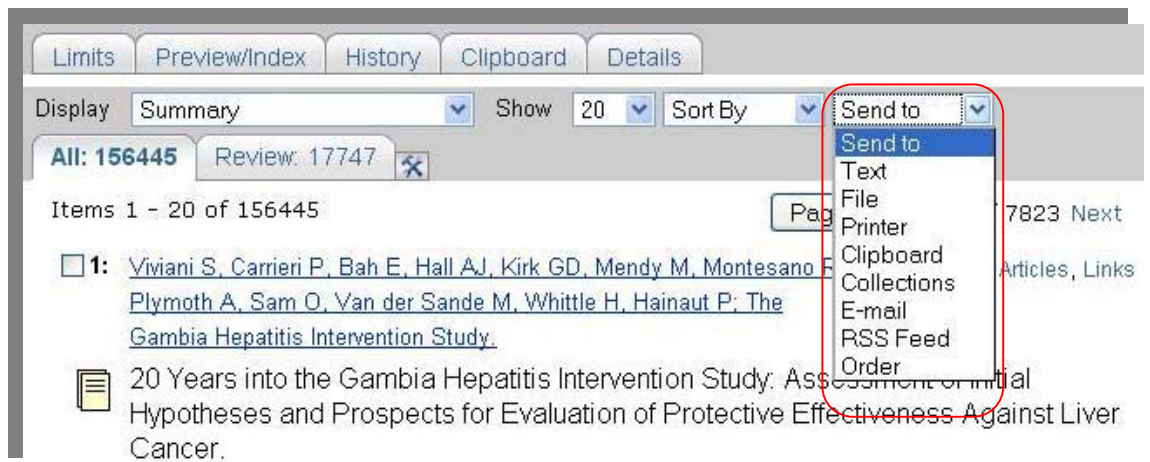 Limits Preview/Index History Clipboard Details
Display Summary Show 20 Sort By Send to
All: 156445 Review: 17747
Send to
Text
File
Printer
Clipboard
Collections
E-mail
RSS Feed
Order
Items 1 - 20 of 156445 7823 Next
1: Viviani S, Carrieri P, Bah E, Hall AJ, Kirk GD, Mendy M, Montesano Articles, Links
Plymoth A, Sam O, Van der Sande M, Whittle H, Hainaut P; The
Gambia Hepatitis Intervention Study.
20 Years into the Gambia Hepatitis Intervention Study: Assessment of Initial
Hypotheses and Prospects for Evaluation of Protective Effectiveness Against Liver
Cancer.